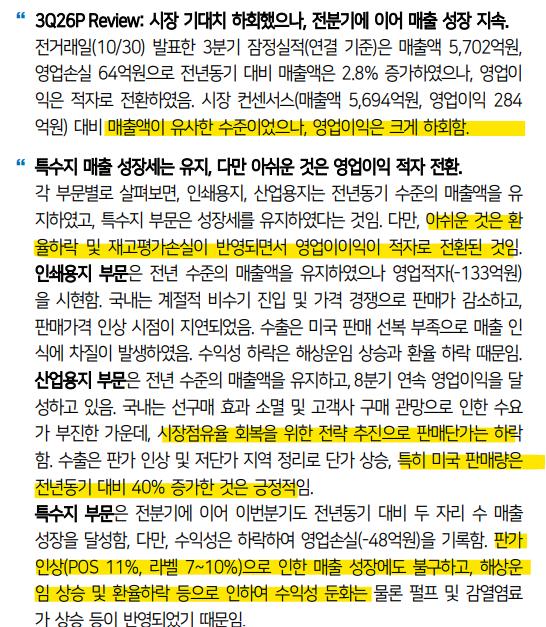 “ 3Q26P Review: 시장 기대치 하회했으나, 전분기에 이어 매출 성장 지속.
전거래일(10/30) 발표한 3분기 잠정실적(연결 기준)은 매출액 5,702억원,
영업손실 64억원으로 전년동기 대비 매출액은 2.8% 증가하였으나, 영업이
익은 적자로 전환하였음. 시장 컨센서스(매출액 5,694억원, 영업이익 284
억원) 대비 매출액이 유사한 수준이었으나, 영업이익은 크게 하회함.
“ 특수지 매출 성장세는 유지, 다만 아쉬운 것은 영업이익 적자 전환.
각 부문별로 살펴보면, 인쇄용지, 산업용지는 전년동기 수준의 매출액을 유
지하였고, 특수지 부문은 성장세를 유지하였다는 것임. 다만, 아쉬운 것은 환
율하락 및 재고평가손실이 반영되면서 영업이이익이 적자로 전환된 것임.
인쇄용지 부문은 전년 수준의 매출액을 유지하였으나 영업적자(-133억원)
을 시현함. 국내는 계절적 비수기 진입 및 가격 경쟁으로 판매가 감소하고,
판매가격 인상 시점이 지연되었음. 수출은 미국 판매 선복 부족으로 매출 인
식에 차질이 발생하였음. 수익성 하락은 해상운임 상승과 환율 하락 때문임.
산업용지 부문은 전년 수준의 매출액을 유지하고, 8분기 연속 영업이익을 달
성하고 있음. 국내는 선구매 효과 소멸 및 고객사 구매 관망으로 인한 수요
가 부진한 가운데, 시장점유율 회복을 위한 전략 추진으로 판매단가는 하락
함. 수출은 판가 인상 및 저단가 지역 정리로 단가 상승, 특히 미국 판매량은
전년동기 대비 40% 증가한 것은 긍정적임.
특수지 부문은 전분기에 이어 이번분기도 전년동기 대비 두 자리 수 매출
성장을 달성함, 다만, 수익성은 하락하여 영업손실(-48억원)을 기록함. 판가
인상(POS 11%, 라벨 7~10%)으로 인한 매출 성장에도 불구하고, 해상운
임 상승 및 환율하락 등으로 인하여 수익성 둔화는 물론 펄프 및 감열염료
가 상승 등이 반영되었기 때문임.